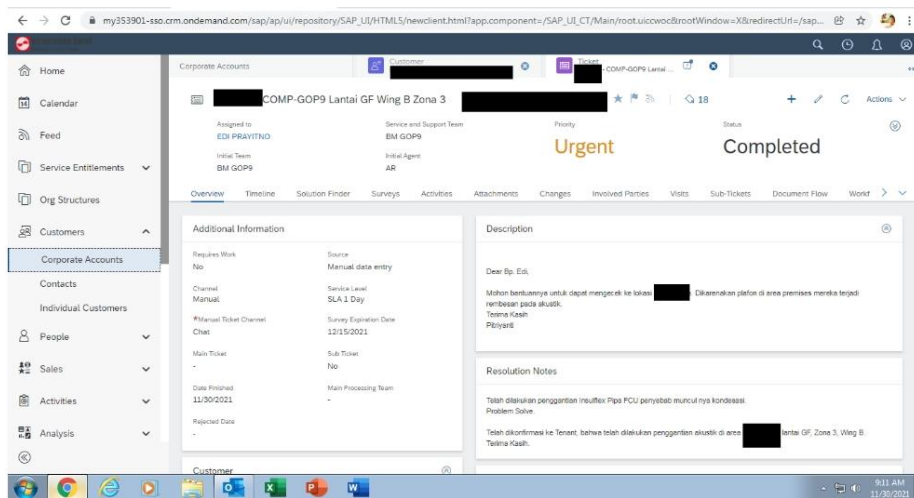 my353901-sso.crm.ondemand.com/sap/ap/ui/repository/SAP_UI/HTML5/newclient.html?app.component=/SAP_UI_CT/Main/root.uiccwoc&rootWindow=X&redirectUrl=/sap...
Home
Calendar
Feed
Service Entitlements
Org Structures
Customers
Corporate Accounts
Contacts
Individual Customers
People
Sales
Activities
Analysis
Corporate Accounts
Customer
Ticket
- COMP-GOP9 Lantai ...
COMP-GOP9 Lantai GF Wing B Zona 3
18
Actions
Assigned to
EDI PRAYITNO
Service and Support Team
BM GOP9
Priority
Urgent
Status
Completed
Initial Team
BM GOP9
Initial Agent
AR
Overview Timeline Solution Finder Surveys Activities Attachments Changes Involved Parties Visits Sub-Tickets Document Flow Workf
Additional Information
Requires Work
No
Source
Manual data entry
Channel
Manual
Service Level
SLA 1 Day
*Manual Ticket Channel
Chat
Survey Expiration Date
12/15/2021
Main Ticket
-
Sub Ticket
No
Date Finished
11/30/2021
Main Processing Team
-
Rejected Date
-
Customer
Description
Dear Bp. Edi,
Mohon bantuannya untuk dapat mengecek ke lokasi . Dikarenakan plafon di area premises mereka terjadi
rembesan pada akustik.
Terima Kasih
Pitriyanti
Resolution Notes
Telah dilakukan penggantian Insulflex Pipa FCU penyebab muncul nya kondesasi.
Problem Solve.
Telah dikonfirmasi ke Tenant, bahwa telah dilakukan penggantian akustik di area lantai GF, Zona 3, Wing B.
Terima Kasih.
9:11 AM
11/30/2021